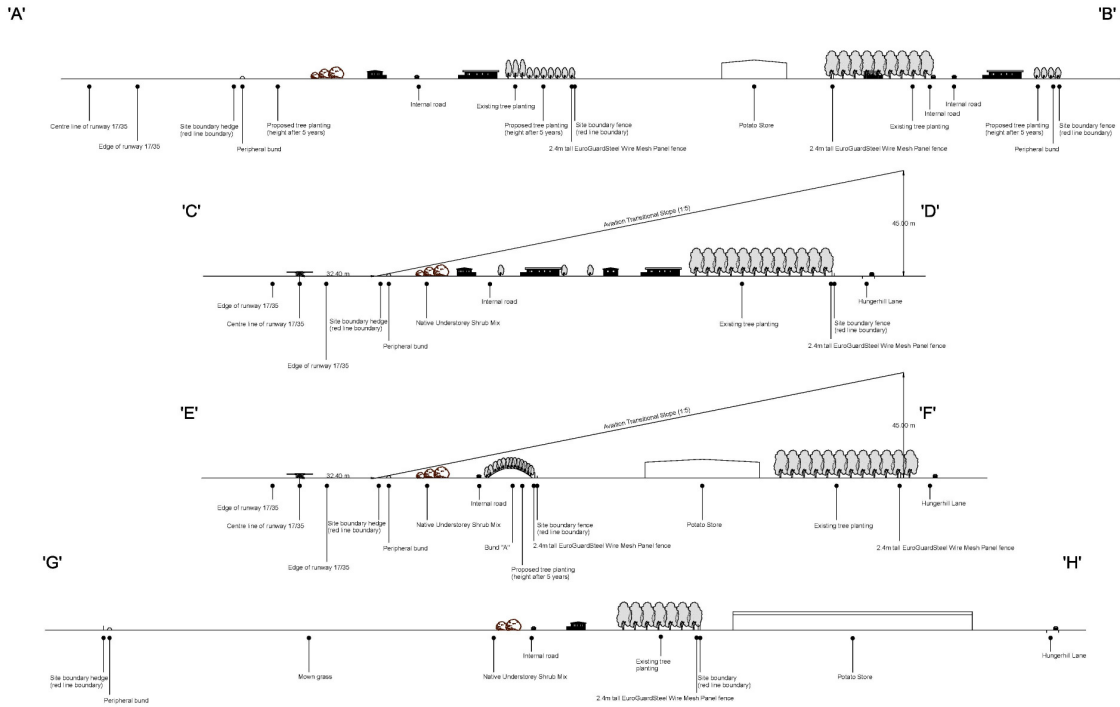 'A'
'B'
Internal road
Existing tree planting
Internal road
Internal road
Centre line of runway 17/35
Site boundary hedge
(red line boundary)
Proposed tree planting
(height after 5 years)
Proposed tree planting
(height after 5 years)
Site boundary fence
(red line boundary)
Potato Store
Existing tree planting
Proposed tree planting
(height after 5 years)
Site boundary fence
(red line boundary)
Edge of runway 17/35
Peripheral bund
2.4m tall EuroGuardSteel Wire Mesh Panel fence
2.4m tall EuroGuardSteel Wire Mesh Panel fence
Peripheral bund
'C'
'D'
Aviation Transitional Slope (1:5)
45.00 m
32.40 m
Edge of runway 17/35
Internal road
Hungerhill Lane
Centre line of runway 17/35
Site boundary hedge
(red line boundary)
Native Understorey Shrub Mix
Existing tree planting
Site boundary fence
(red line boundary)
Peripheral bund
2.4m tall EuroGuardSteel Wire Mesh Panel fence
Edge of runway 17/35
'E'
'F'
Aviation Transitional Slope (1:5)
45.00 m
32.40 m
Edge of runway 17/35
Internal road
Hungerhill Lane
Centre line of runway 17/35
Site boundary hedge
(red line boundary)
Native Understorey Shrub Mix
Site boundary fence
(red line boundary)
Potato Store
Existing tree planting
Peripheral bund
Bund "A"
2.4m tall EuroGuardSteel Wire Mesh Panel fence
2.4m tall EuroGuardSteel Wire Mesh Panel fence
Edge of runway 17/35
Proposed tree planting
(height after 5 years)
'G'
'H'
Internal road
Existing tree
planting
Hungerhill Lane
Site boundary hedge
(red line boundary)
Mown grass
Native Understorey Shrub Mix
Site boundary
(red line boundary)
Potato Store
Peripheral bund
2.4m tall EuroGuardSteel Wire Mesh Panel fence